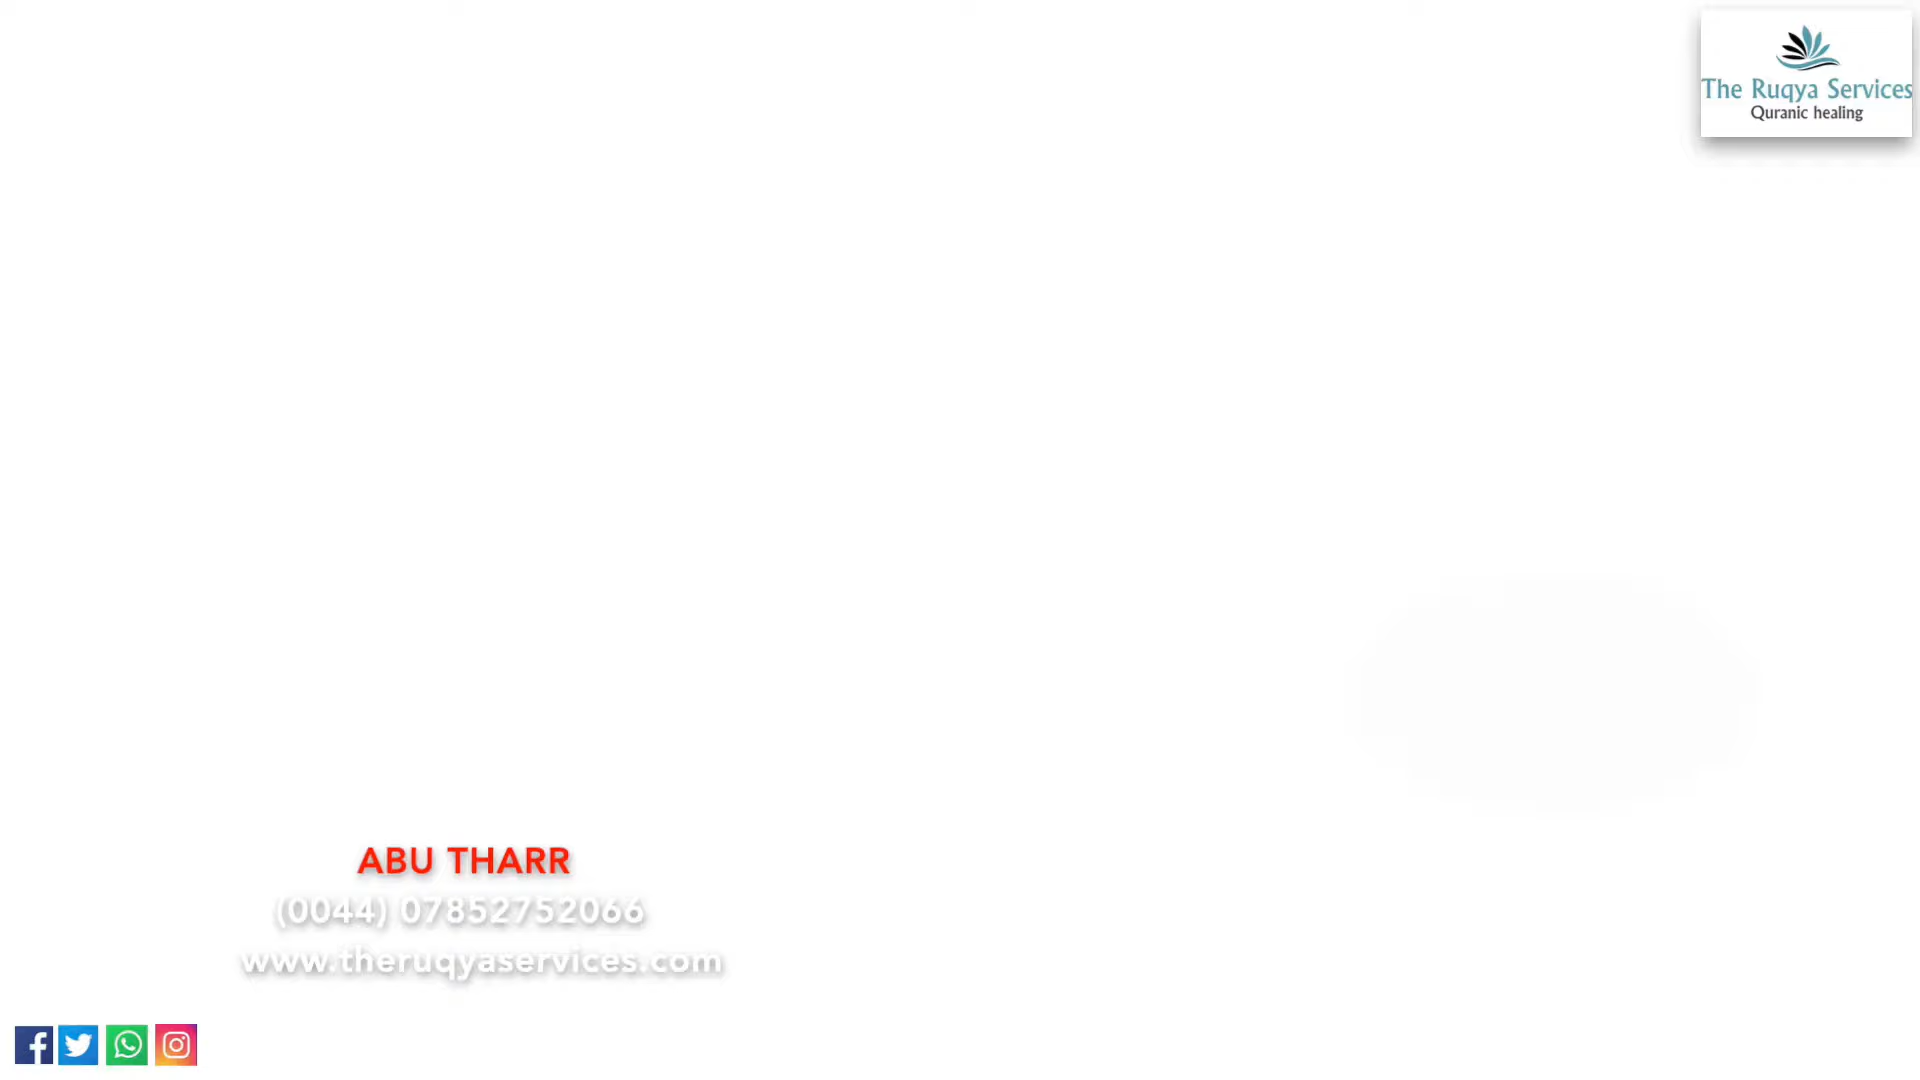 The Ruqya Services
Quranic healing
ABU THARR
(0044) 07852752066
www.theruqyaservices.com